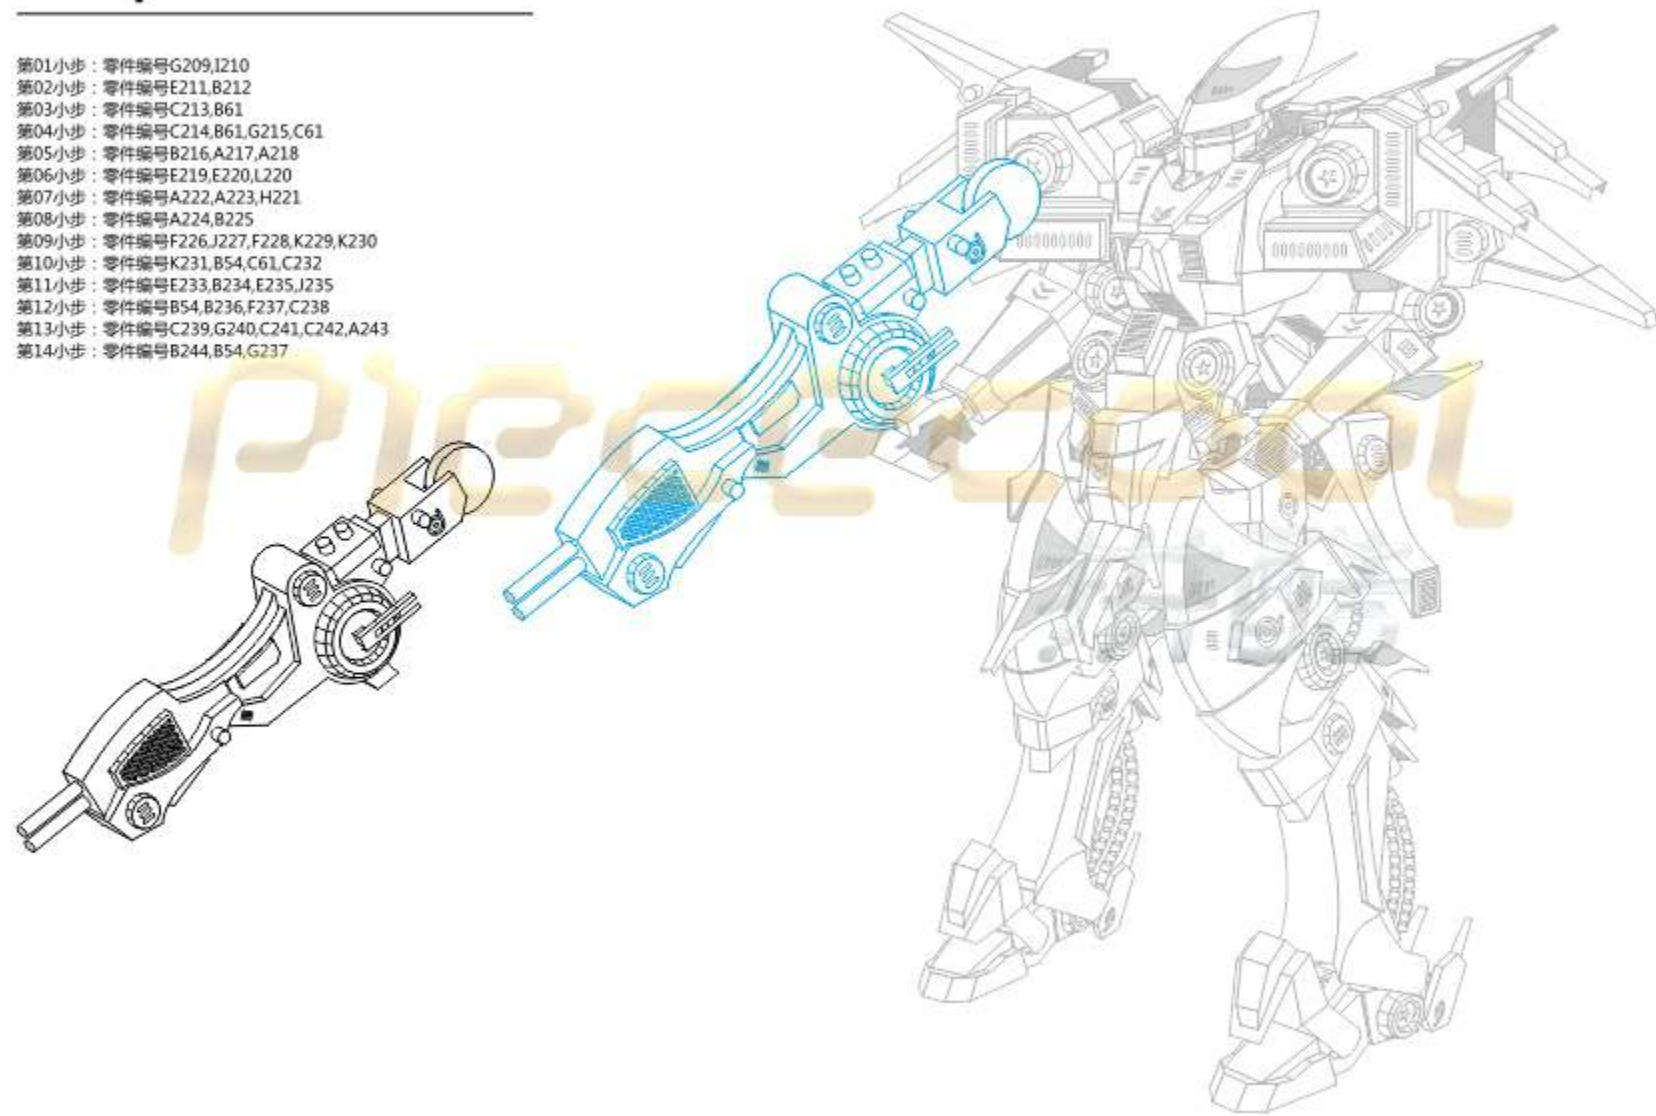 第01小步：零件编号G209,I210
第02小步：零件编号E211,B212
第03小步：零件编号C213,B61
第04小步：零件编号C214,B61,G215,C61
第05小步：零件编号B216,A217,A218
第06小步：零件编号E219,E220,L220
第07小步：零件编号A222,A223,H221
第08小步：零件编号A224,B225
第09小步：零件编号F226,J227,F228,K229,K230
第10小步：零件编号K231,B54,C61,C232
第11小步：零件编号E233,B234,E235,J235
第12小步：零件编号B54,B236,F237,C238
第13小步：零件编号C239,G240,C241,C242,A243
第14小步：零件编号B244,B54,G237
Piececool